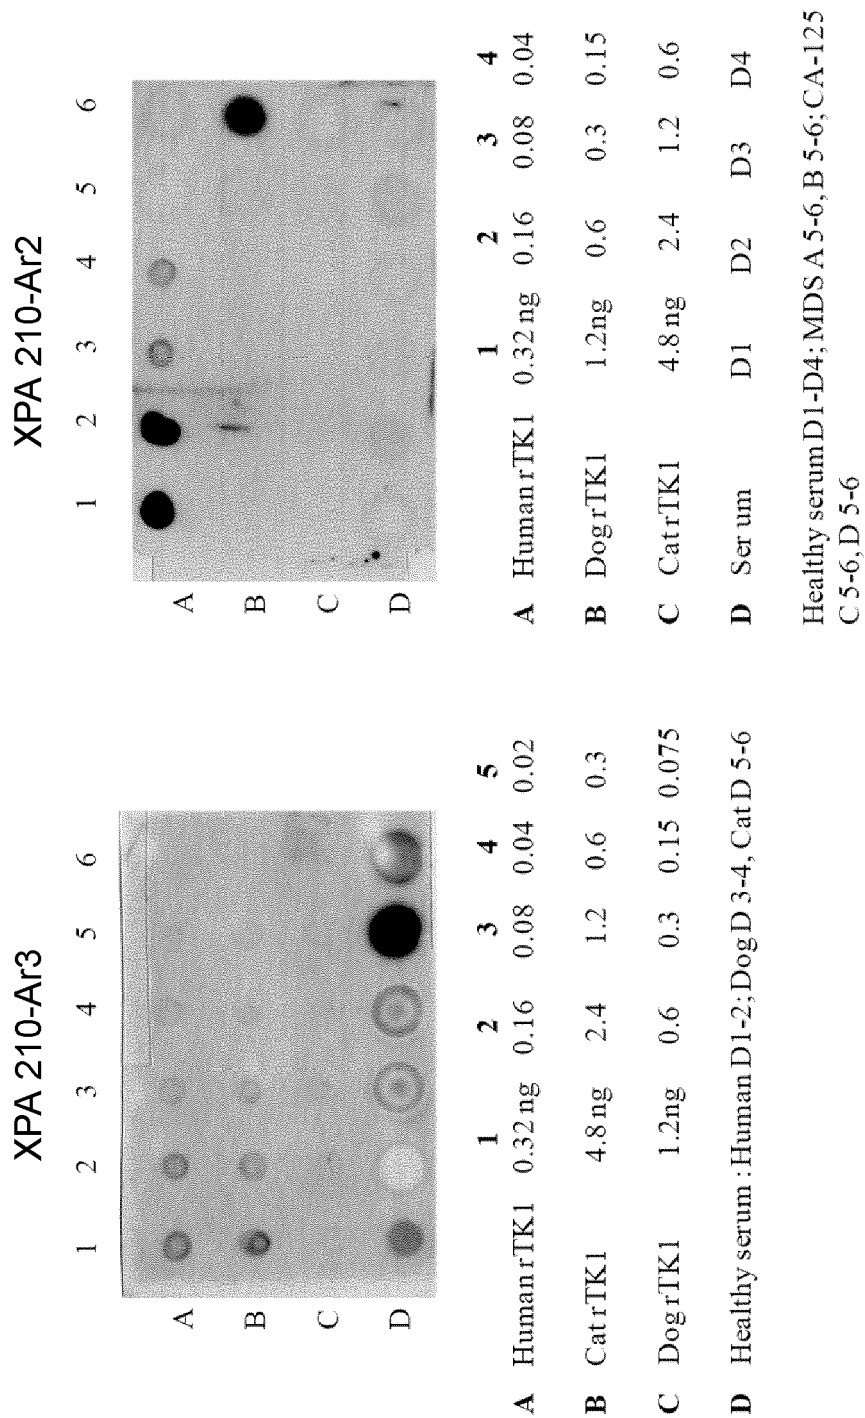 XPA 210-Ar3
1 2 3 4 5 6
A
B
C
D
1 2 3 4 5
A Human rTK1 0.32 ng 0.16 0.08 0.04 0.02
B Cat rTK1 4.8 ng 2.4 1.2 0.6 0.3
C Dog rTK1 1.2ng 0.6 0.3 0.15 0.075
D Healthy serum : Human D1-2; Dog D 3-4, Cat D 5-6
XPA 210-Ar2
1 2 3 4 5 6
A
B
C
D
1 2 3 4
A Human rTK1 0.32 ng 0.16 0.08 0.04
B Dog rTK1 1.2ng 0.6 0.3 0.15
C Cat rTK1 4.8 ng 2.4 1.2 0.6
D Serum D1 D2 D3 D4
Healthy serum D1-D4; MDS A 5-6, B 5-6; CA-125
C 5-6, D 5-6